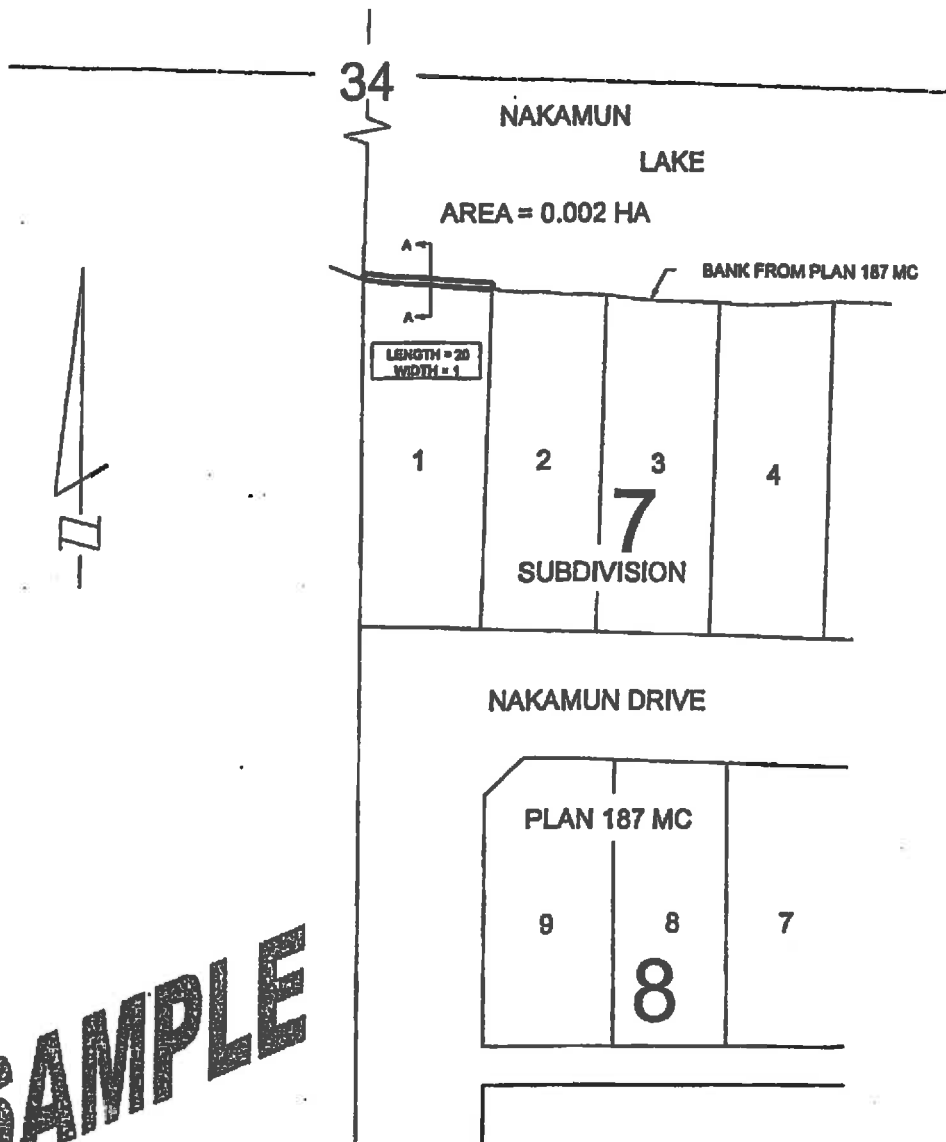 34
NAKAMUN
LAKE
AREA = 0.002 HA
A
BANK FROM PLAN 187 MC
A
LENGTH = 20
WIDTH = 1
1
2
3
4
7
SUBDIVISION
NAKAMUN DRIVE
PLAN 187 MC
9
8
7
8
SAMPLE
N